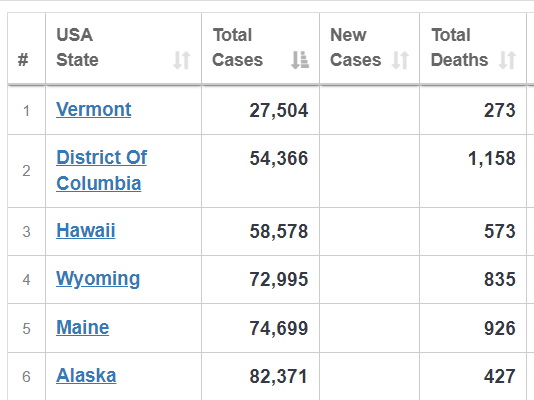 # USA State Total Cases New Cases Total Deaths
1 Vermont 27,504 273
2 District Of Columbia 54,366 1,158
3 Hawaii 58,578 573
4 Wyoming 72,995 835
5 Maine 74,699 926
6 Alaska 82,371 427